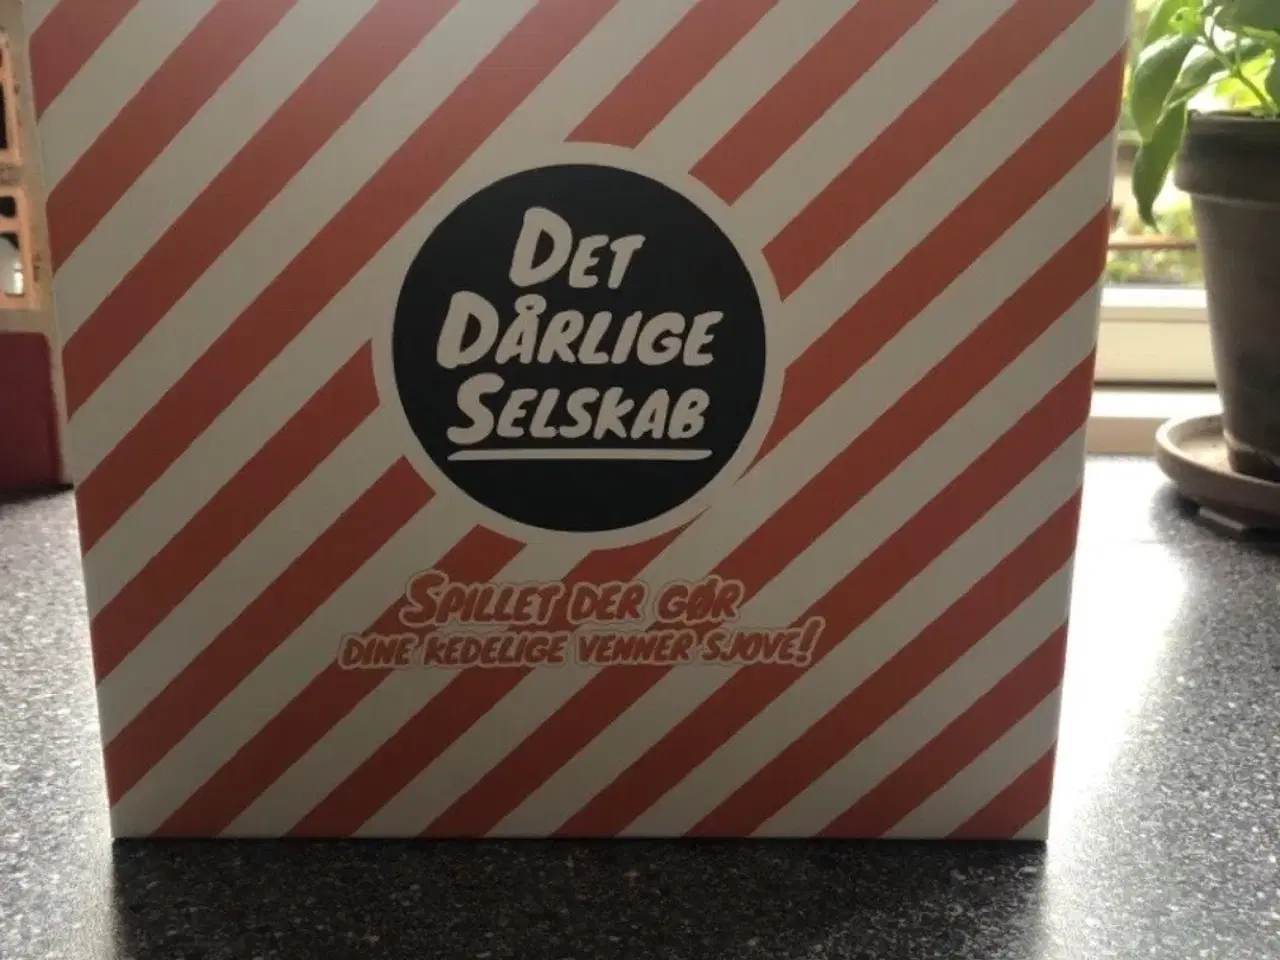 DET
DÅRLIGE
SELSKAB
SPILLET DER GØR
DINE KEDELIGE VENNER SJOVE!